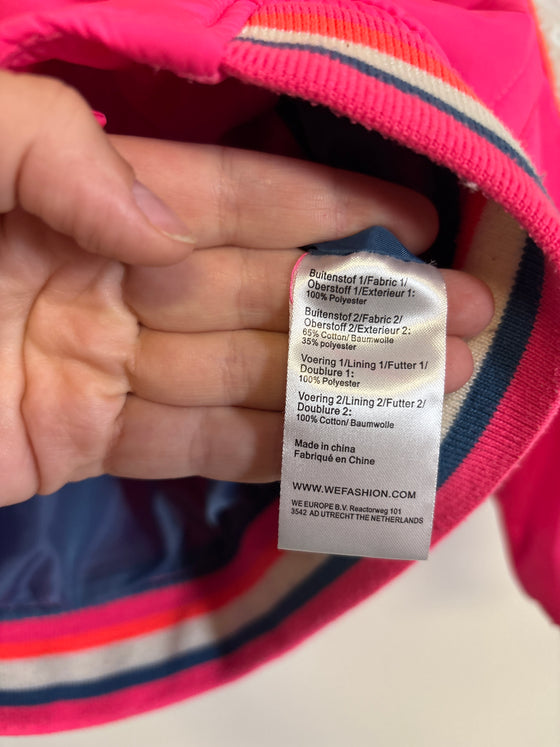 Buitenstof 1/Fabric 1/
Oberstoff 1/Exterieur 1:
100% Polyester
Buitenstof 2/Fabric 2/
Oberstoff 2/Exterieur 2:
65% Cotton/ Baumwolle
35% polyester
Voering 1/Lining 1/Futter 1/
Doublure 1:
100% Polyester
Voering 2/Lining 2/Futter 2/
Doublure 2:
100% Cotton/ Baumwolle
Made in china
Fabriqué en Chine
WWW.WEFASHION.COM
WE EUROPE B.V. Reactorweg 101
3542 AD UTRECHT THE NETHERLANDS